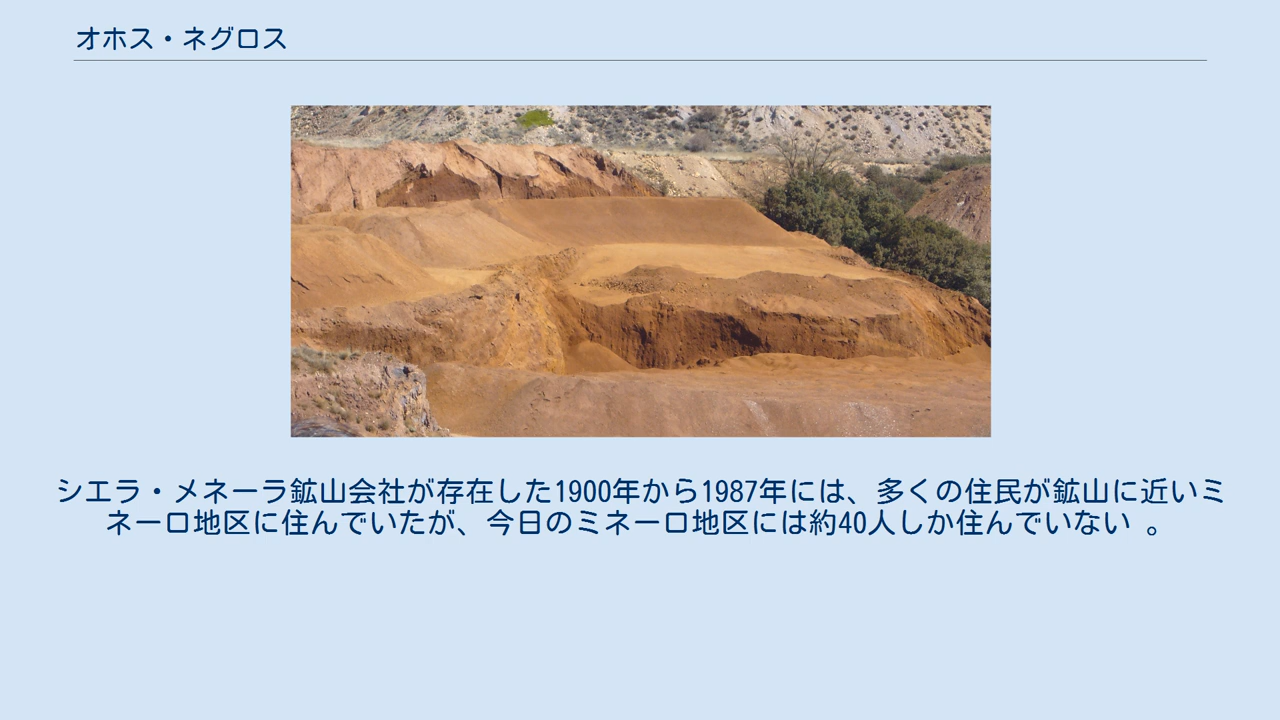 オホス・ネグロス
シエラ・メネーラ鉱山会社が存在した1900年から1987年には、多くの住民が鉱山に近いミ
ネーロ地区に住んでいたが、今日のミネーロ地区には約40人しか住んでいない 。